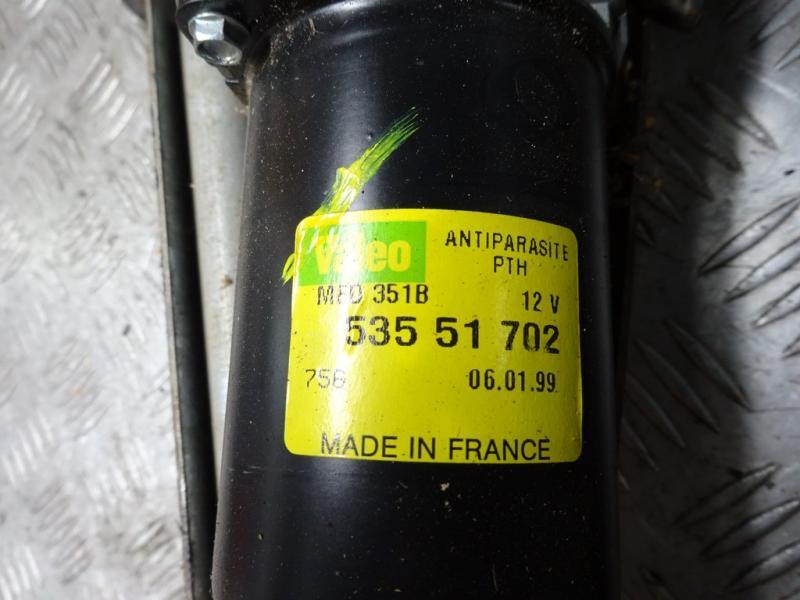 Valeo
ANTIPARASITE
PTH
MFD 351B 12 V
535 51 702
756 06.01.99
MADE IN FRANCE